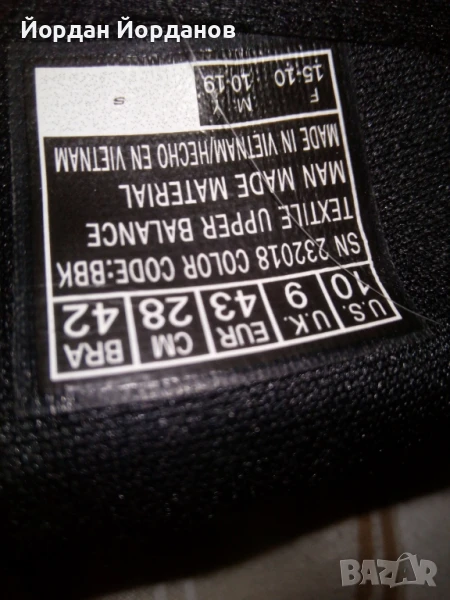 Йордан Йорданов
U.S. U.K. EUR CM BRA
10 9 43 28 42
SN 232018 COLOR CODE:BBK
TEXTILE UPPER BALANCE
MAN MADE MATERIAL
MADE IN VIETNAM/HECHO EN VIETNAM
F M Y
15:10 10:19
S
BAZAR